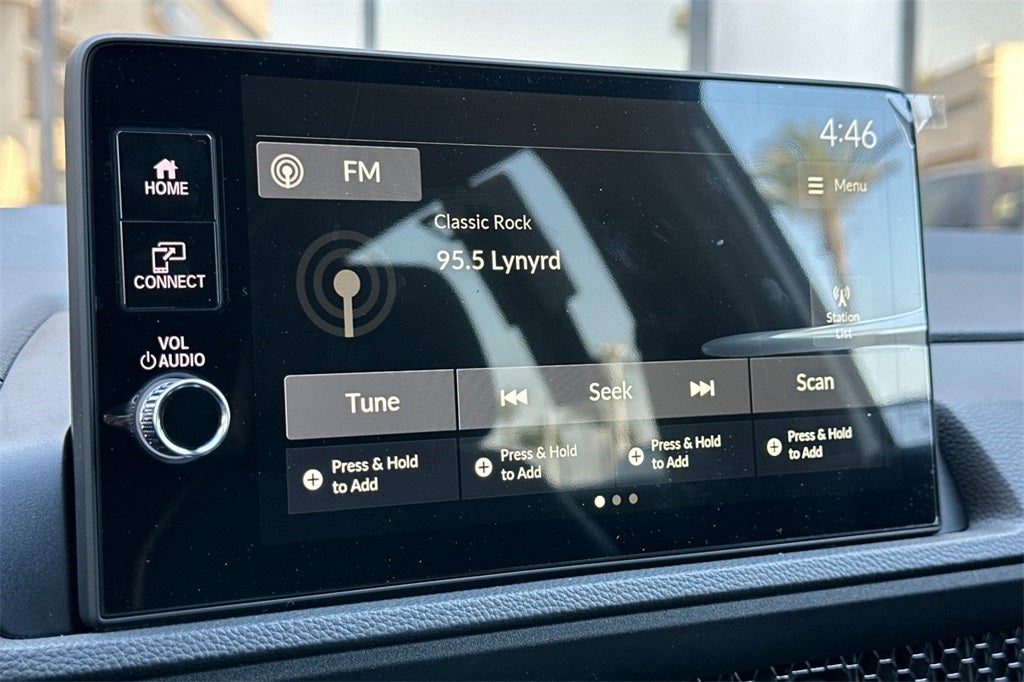 4:46
HOME
FM
Menu
Classic Rock
CONNECT
95.5 Lynyrd
Station
List
VOL
AUDIO
Tune
Seek
Scan
Press & Hold
to Add
Press & Hold
to Add
Press & Hold
to Add
Press & Hold
to Add